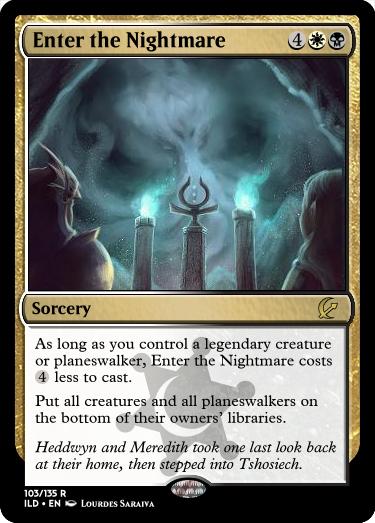 Enter the Nightmare 4
Sorcery
As long as you control a legendary creature
or planeswalker, Enter the Nightmare costs
4 less to cast.
Put all creatures and all planeswalkers on
the bottom of their owners' libraries.
Heddwyn and Meredith took one last look back
at their home, then stepped into Tshosiech.
103/135 R
ILD • EN Lourdes Saraiva